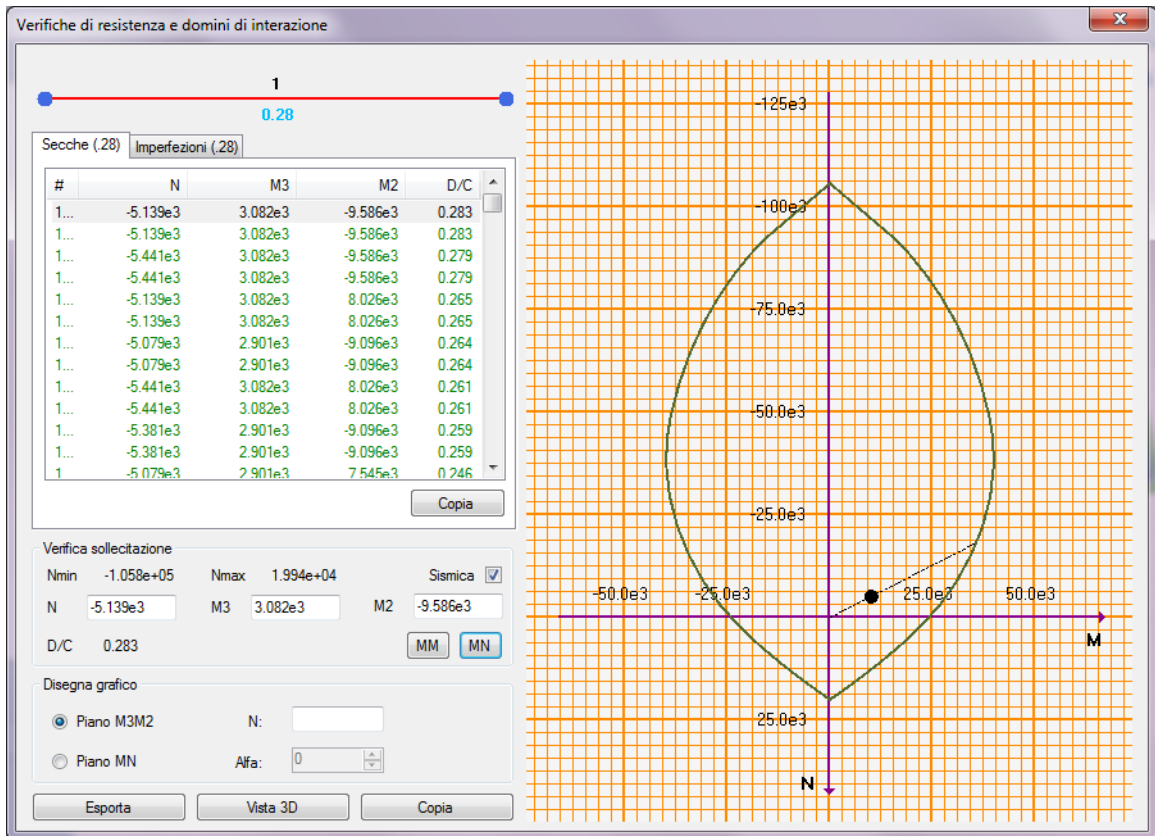 Verifiche di resistenza e domini di interazione
1
0.28
Secche (.28) Imperfezioni (.28)
# N M3 M2 D/C
1... -5.139e3 3.082e3 -9.586e3 0.283
1... -5.139e3 3.082e3 -9.586e3 0.283
1... -5.441e3 3.082e3 -9.586e3 0.279
1... -5.441e3 3.082e3 -9.586e3 0.279
1... -5.139e3 3.082e3 8.026e3 0.265
1... -5.139e3 3.082e3 8.026e3 0.265
1... -5.079e3 2.901e3 -9.096e3 0.264
1... -5.079e3 2.901e3 -9.096e3 0.264
1... -5.441e3 3.082e3 8.026e3 0.261
1... -5.441e3 3.082e3 8.026e3 0.261
1... -5.381e3 2.901e3 -9.096e3 0.259
1... -5.381e3 2.901e3 -9.096e3 0.259
1 -5.079e3 2.901e3 7.545e3 0.246
Copia
Verifica sollecitazione
Nmin -1.058e+05 Nmax 1.994e+04 Sismica
N -5.139e3 M3 3.082e3 M2 -9.586e3
D/C 0.283 MM MN
Disegna grafico
Piano M3M2 N:
Piano MN Alfa: 0
Esporta Vista 3D Copia
-125e3
-100e3
-75.0e3
-50.0e3
-25.0e3
-50.0e3 -25.0e3 25.0e3 50.0e3
M
25.0e3
N